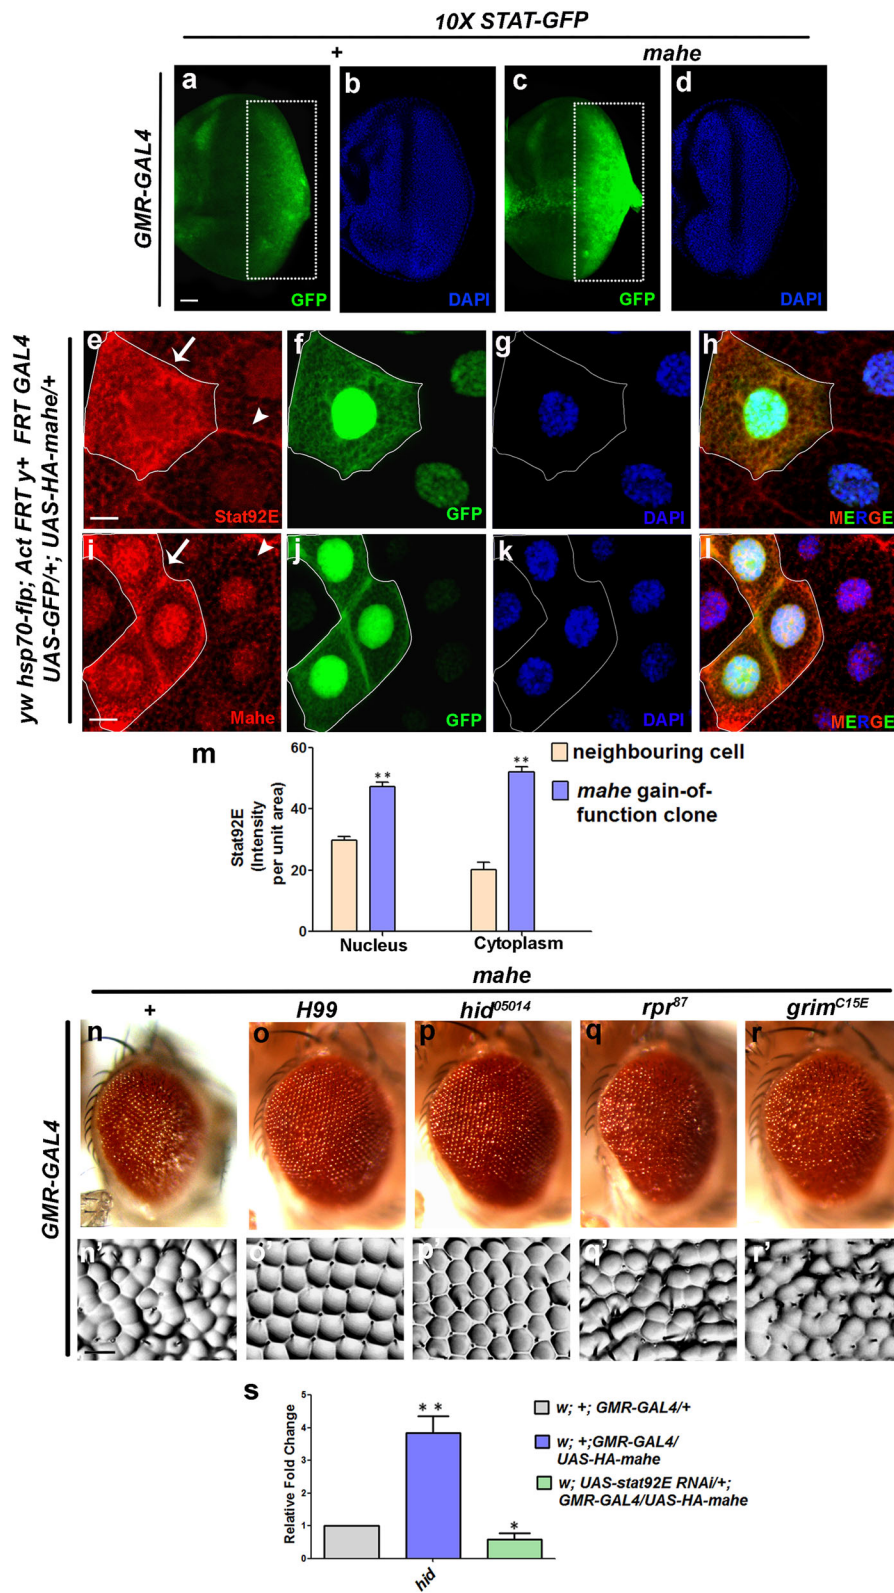 10X STAT-GFP
+ mahe
GMR-GAL4
a b c d
GFP DAPI GFP DAPI
yw hsp70-flp; Act FRT y+ FRT GAL4
UAS-GFP/+; UAS-HA-mahe/+
e f g h
Stat92E GFP DAPI MERGE
i j k l
Mahe GFP DAPI MERGE
m
60
40
20
0
Stat92E
(Intensity
per unit area)
** **
Nucleus Cytoplasm
neighbouring cell
mahe gain-of-
function clone
mahe
+ H99 hid05014 rpr87 grimC15E
GMR-GAL4
n o p q r
n' o' p' q' r'
s
5
4
3
2
1
0
Relative Fold Change
** *
hid
w; +; GMR-GAL4/+
w; +;GMR-GAL4/
UAS-HA-mahe
w; UAS-stat92E RNAi/+;
GMR-GAL4/UAS-HA-mahe